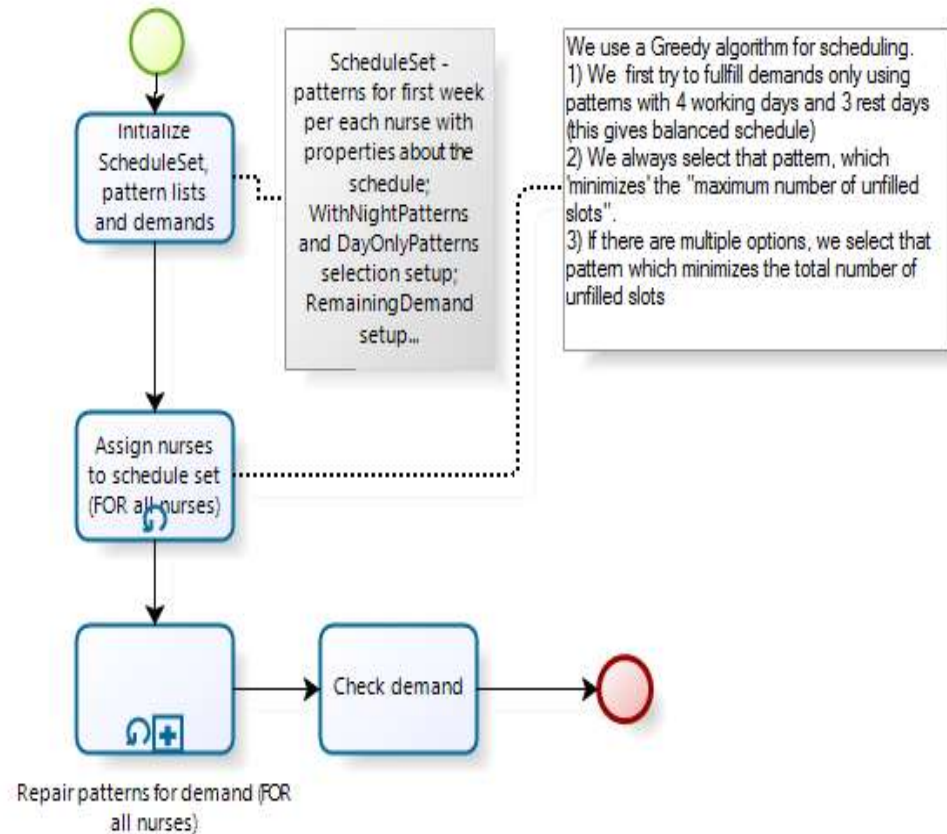 Initialize
ScheduleSet,
pattern lists
and demands
ScheduleSet -
patterns for first week
per each nurse with
properties about the
schedule;
WithNightPatterns
and DayOnlyPatterns
selection setup;
RemainingDemand
setup...
We use a Greedy algorithm for scheduling.
1) We first try to fullfill demands only using
patterns with 4 working days and 3 rest days
(this gives balanced schedule)
2) We always select that pattern, which
'minimizes' the "maximum number of unfilled
slots".
3) If there are multiple options, we select that
pattern which minimizes the total number of
unfilled slots
Assign nurses
to schedule set
(FOR all nurses)
Check demand
Repair patterns for demand (FOR
all nurses)